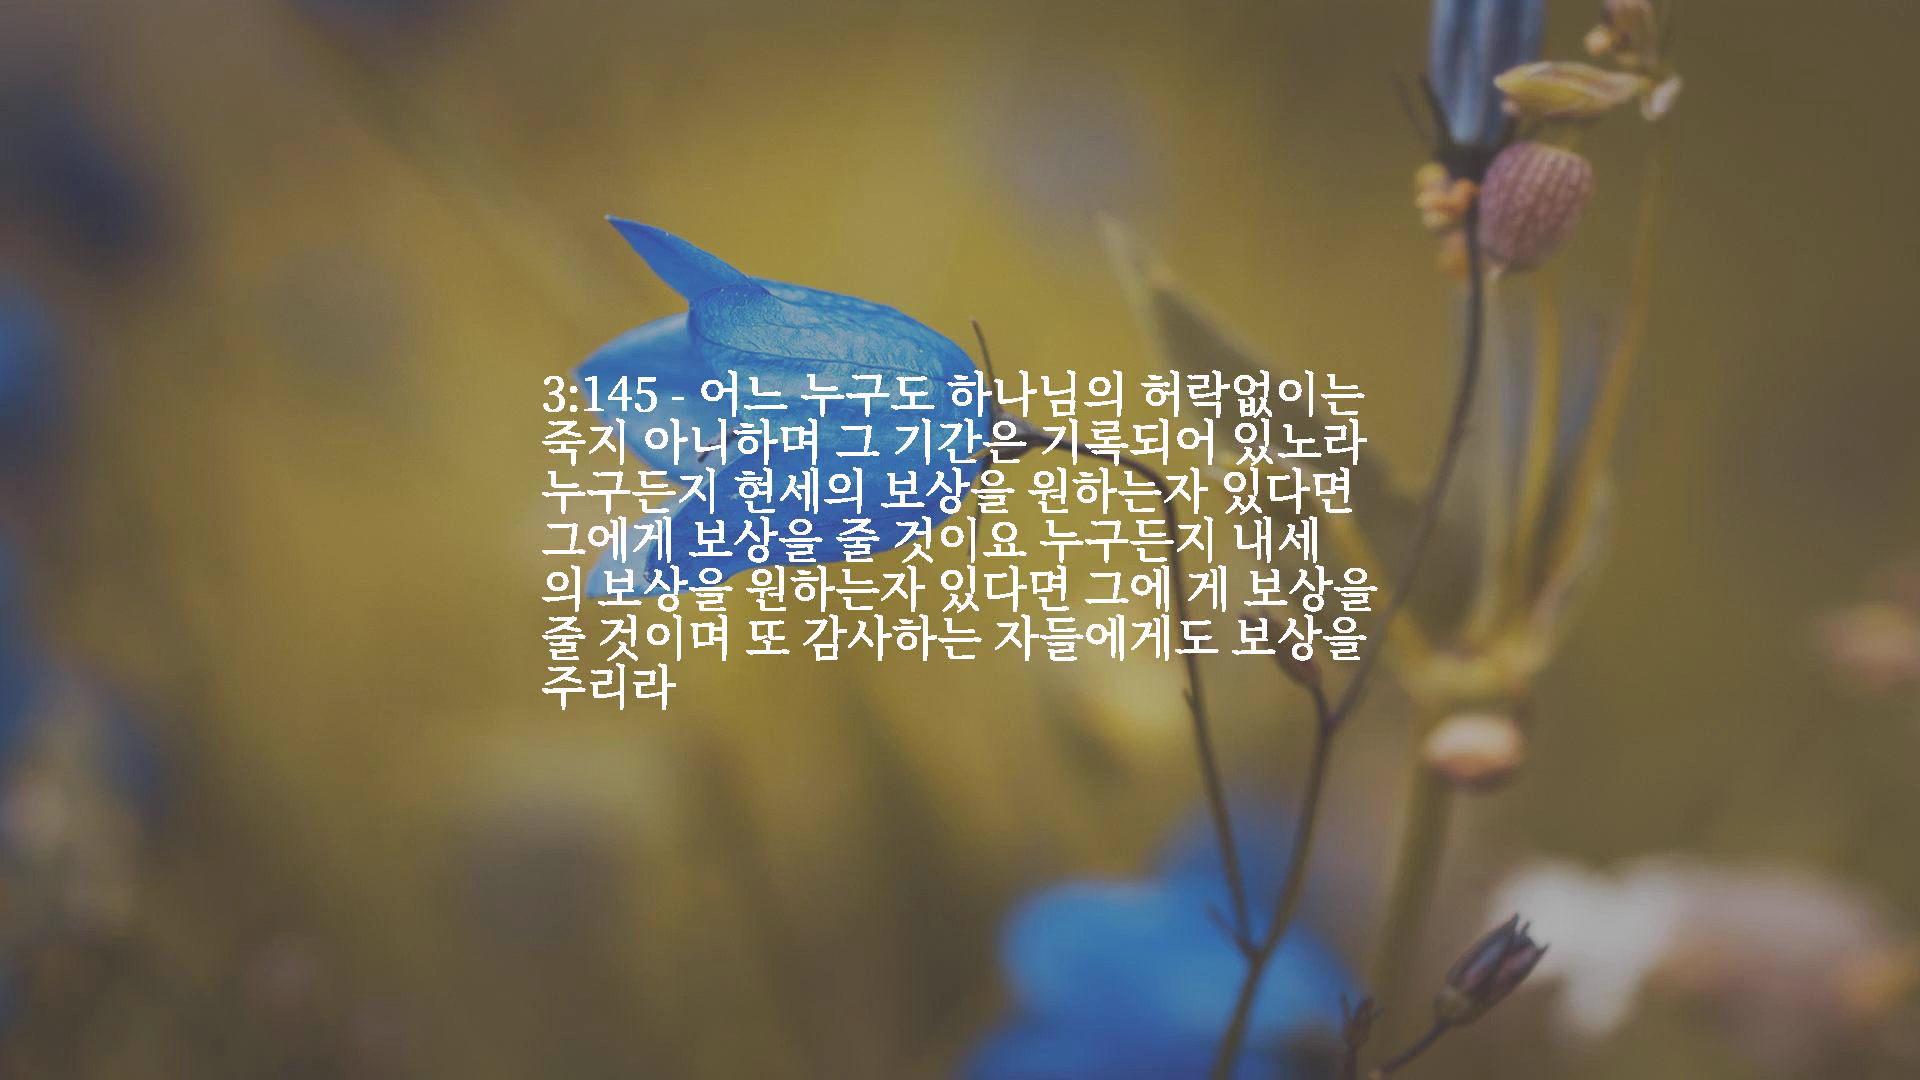 3:145 - 어느 누구도 하나님의 허락없이는
죽지 아니하며 그 기간은 기록되어 있노라
누구든지 현세의 보상을 원하는자 있다면
그에게 보상을 줄 것이요 누구든지 내세
의 보상을 원하는자 있다면 그에 게 보상을
줄 것이며 또 감사하는 자들에게도 보상을
주리라